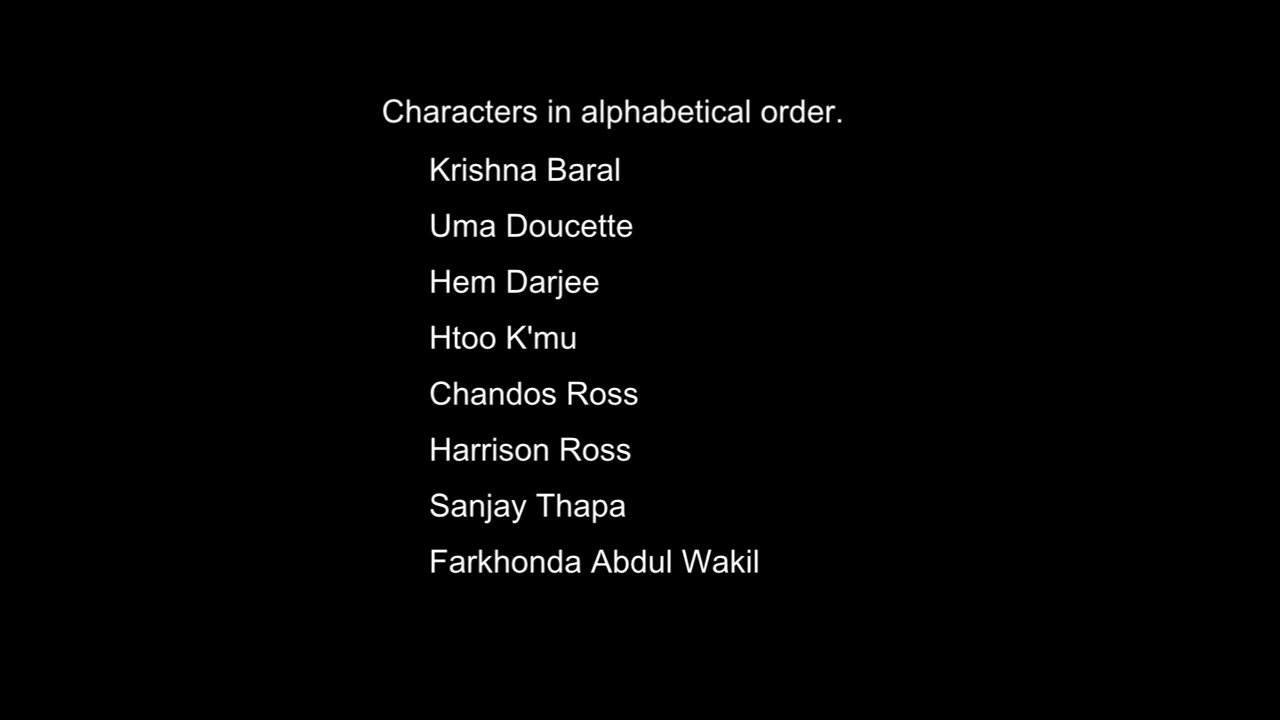 Characters in alphabetical order.
Krishna Baral
Uma Doucette
Hem Darjee
Htoo K'mu
Chandos Ross
Harrison Ross
Sanjay Thapa
Farkhonda Abdul Wakil